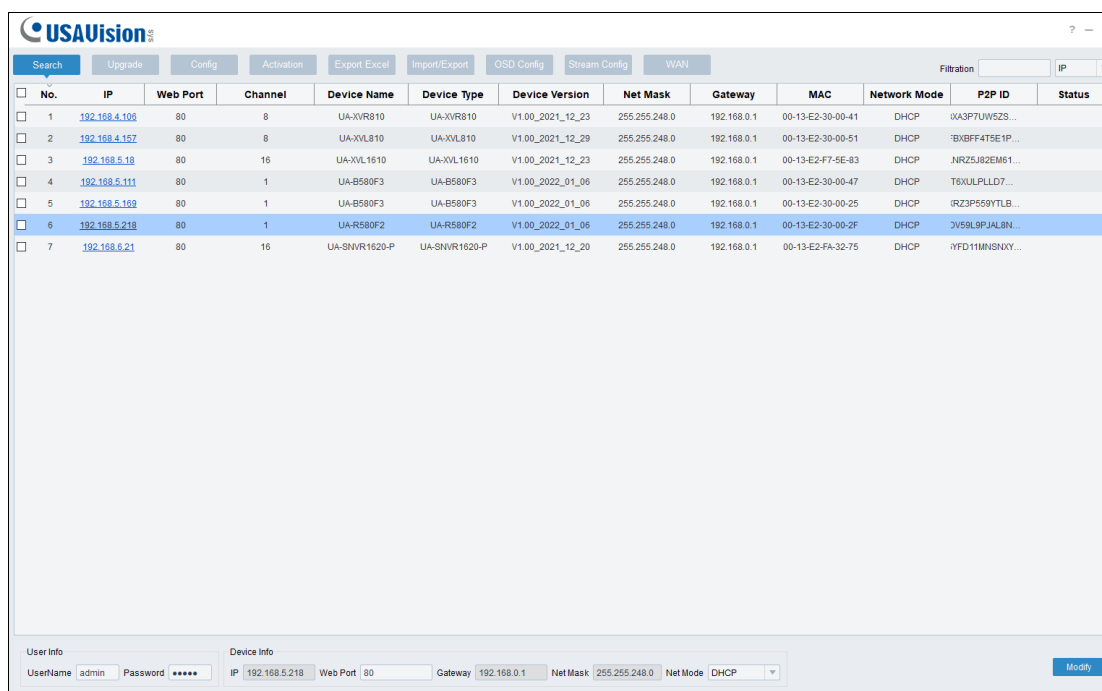 USAVision sys
? —
Search Upgrade Config Activation Export Excel Import/Export OSD Config Stream Config WAN Filtration IP
No. IP Web Port Channel Device Name Device Type Device Version Net Mask Gateway MAC Network Mode P2P ID Status
1 192.168.4.106 80 8 UA-XVR810 UA-XVR810 V1.00_2021_12_23 255.255.248.0 192.168.0.1 00-13-E2-30-00-41 DHCP XA3P7UW5ZS...
2 192.168.4.157 80 8 UA-XVL810 UA-XVL810 V1.00_2021_12_29 255.255.248.0 192.168.0.1 00-13-E2-30-00-51 DHCP BXBFF4T5E1P...
3 192.168.5.18 80 16 UA-XVL1610 UA-XVL1610 V1.00_2021_12_23 255.255.248.0 192.168.0.1 00-13-E2-F7-5E-83 DHCP NRZ5J82EM61...
4 192.168.5.111 80 1 UA-B580F3 UA-B580F3 V1.00_2022_01_06 255.255.248.0 192.168.0.1 00-13-E2-30-00-47 DHCP T6XULPLLD7...
5 192.168.5.169 80 1 UA-B580F3 UA-B580F3 V1.00_2022_01_06 255.255.248.0 192.168.0.1 00-13-E2-30-00-25 DHCP RZ3P559YTLB...
6 192.168.5.218 80 1 UA-R580F2 UA-R580F2 V1.00_2022_01_06 255.255.248.0 192.168.0.1 00-13-E2-30-00-2F DHCP V59L9PJAL8N...
7 192.168.6.21 80 16 UA-SNVR1620-P UA-SNVR1620-P V1.00_2021_12_20 255.255.248.0 192.168.0.1 00-13-E2-FA-32-75 DHCP YFD11MNSNXY...
User Info Device Info
UserName admin Password ●●●●● IP 192.168.5.218 Web Port 80 Gateway 192.168.0.1 Net Mask 255.255.248.0 Net Mode DHCP Modify